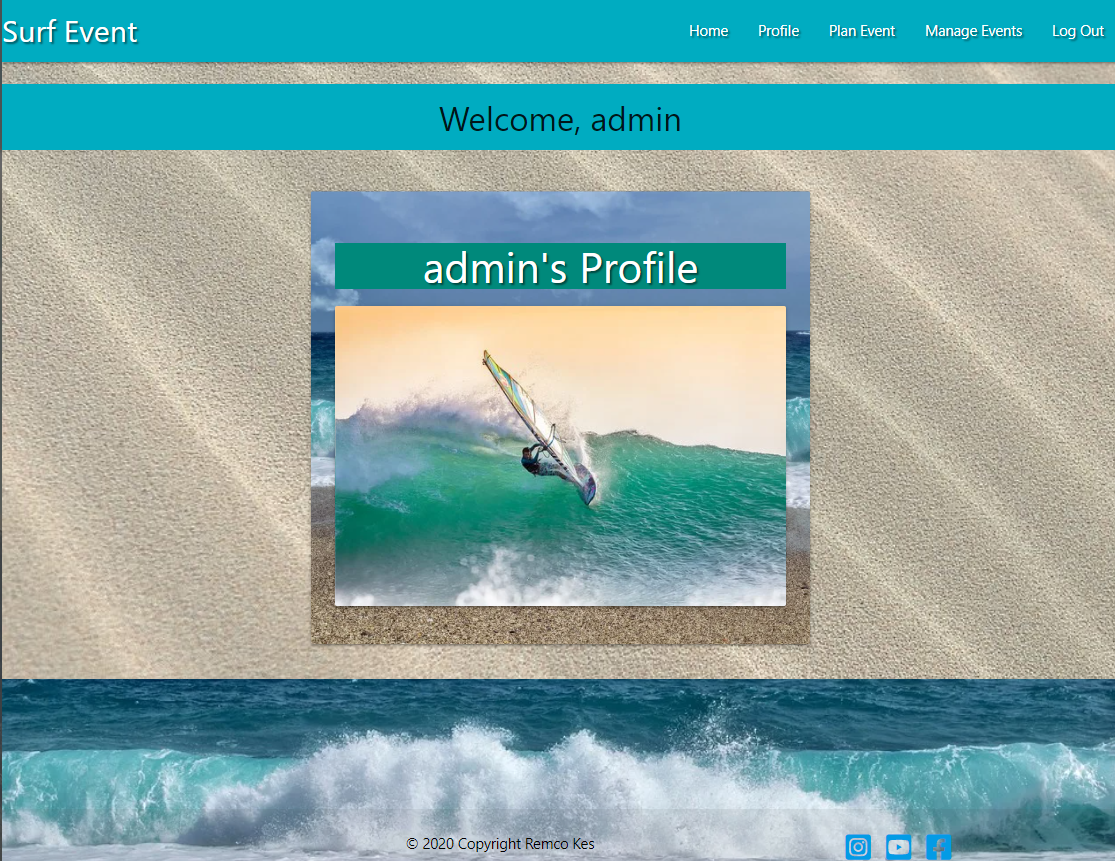 Surf Event
Home Profile Plan Event Manage Events Log Out
Welcome, admin
admin's Profile
© 2020 Copyright Remco Kes